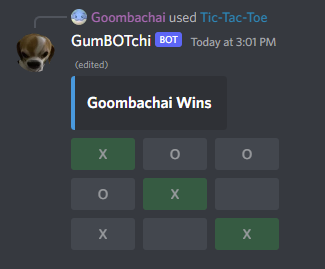 Goombachai used Tic-Tac-Toe
GumBOTchi BOT Today at 3:01 PM
(edited)
Goombachai Wins
X O O
O X
X X